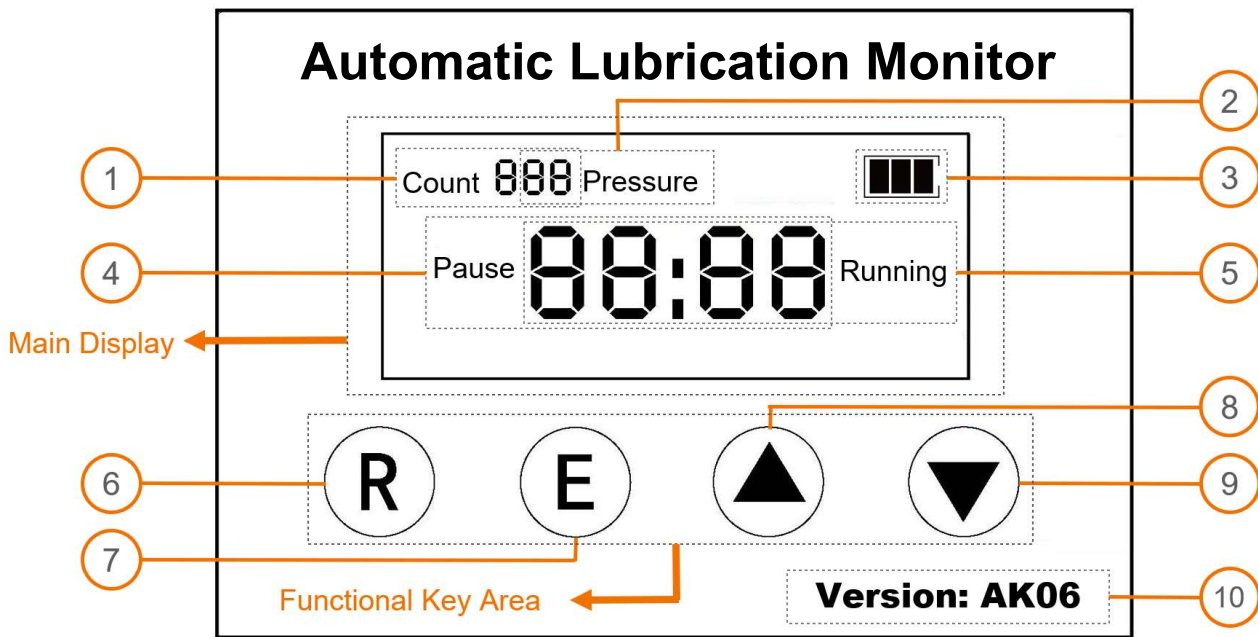 Automatic Lubrication Monitor
2
1
Count 888 Pressure
3
4
Pause 88:88 Running
5
Main Display
8
R E
6
9
7
Functional Key Area
Version: AK06
10